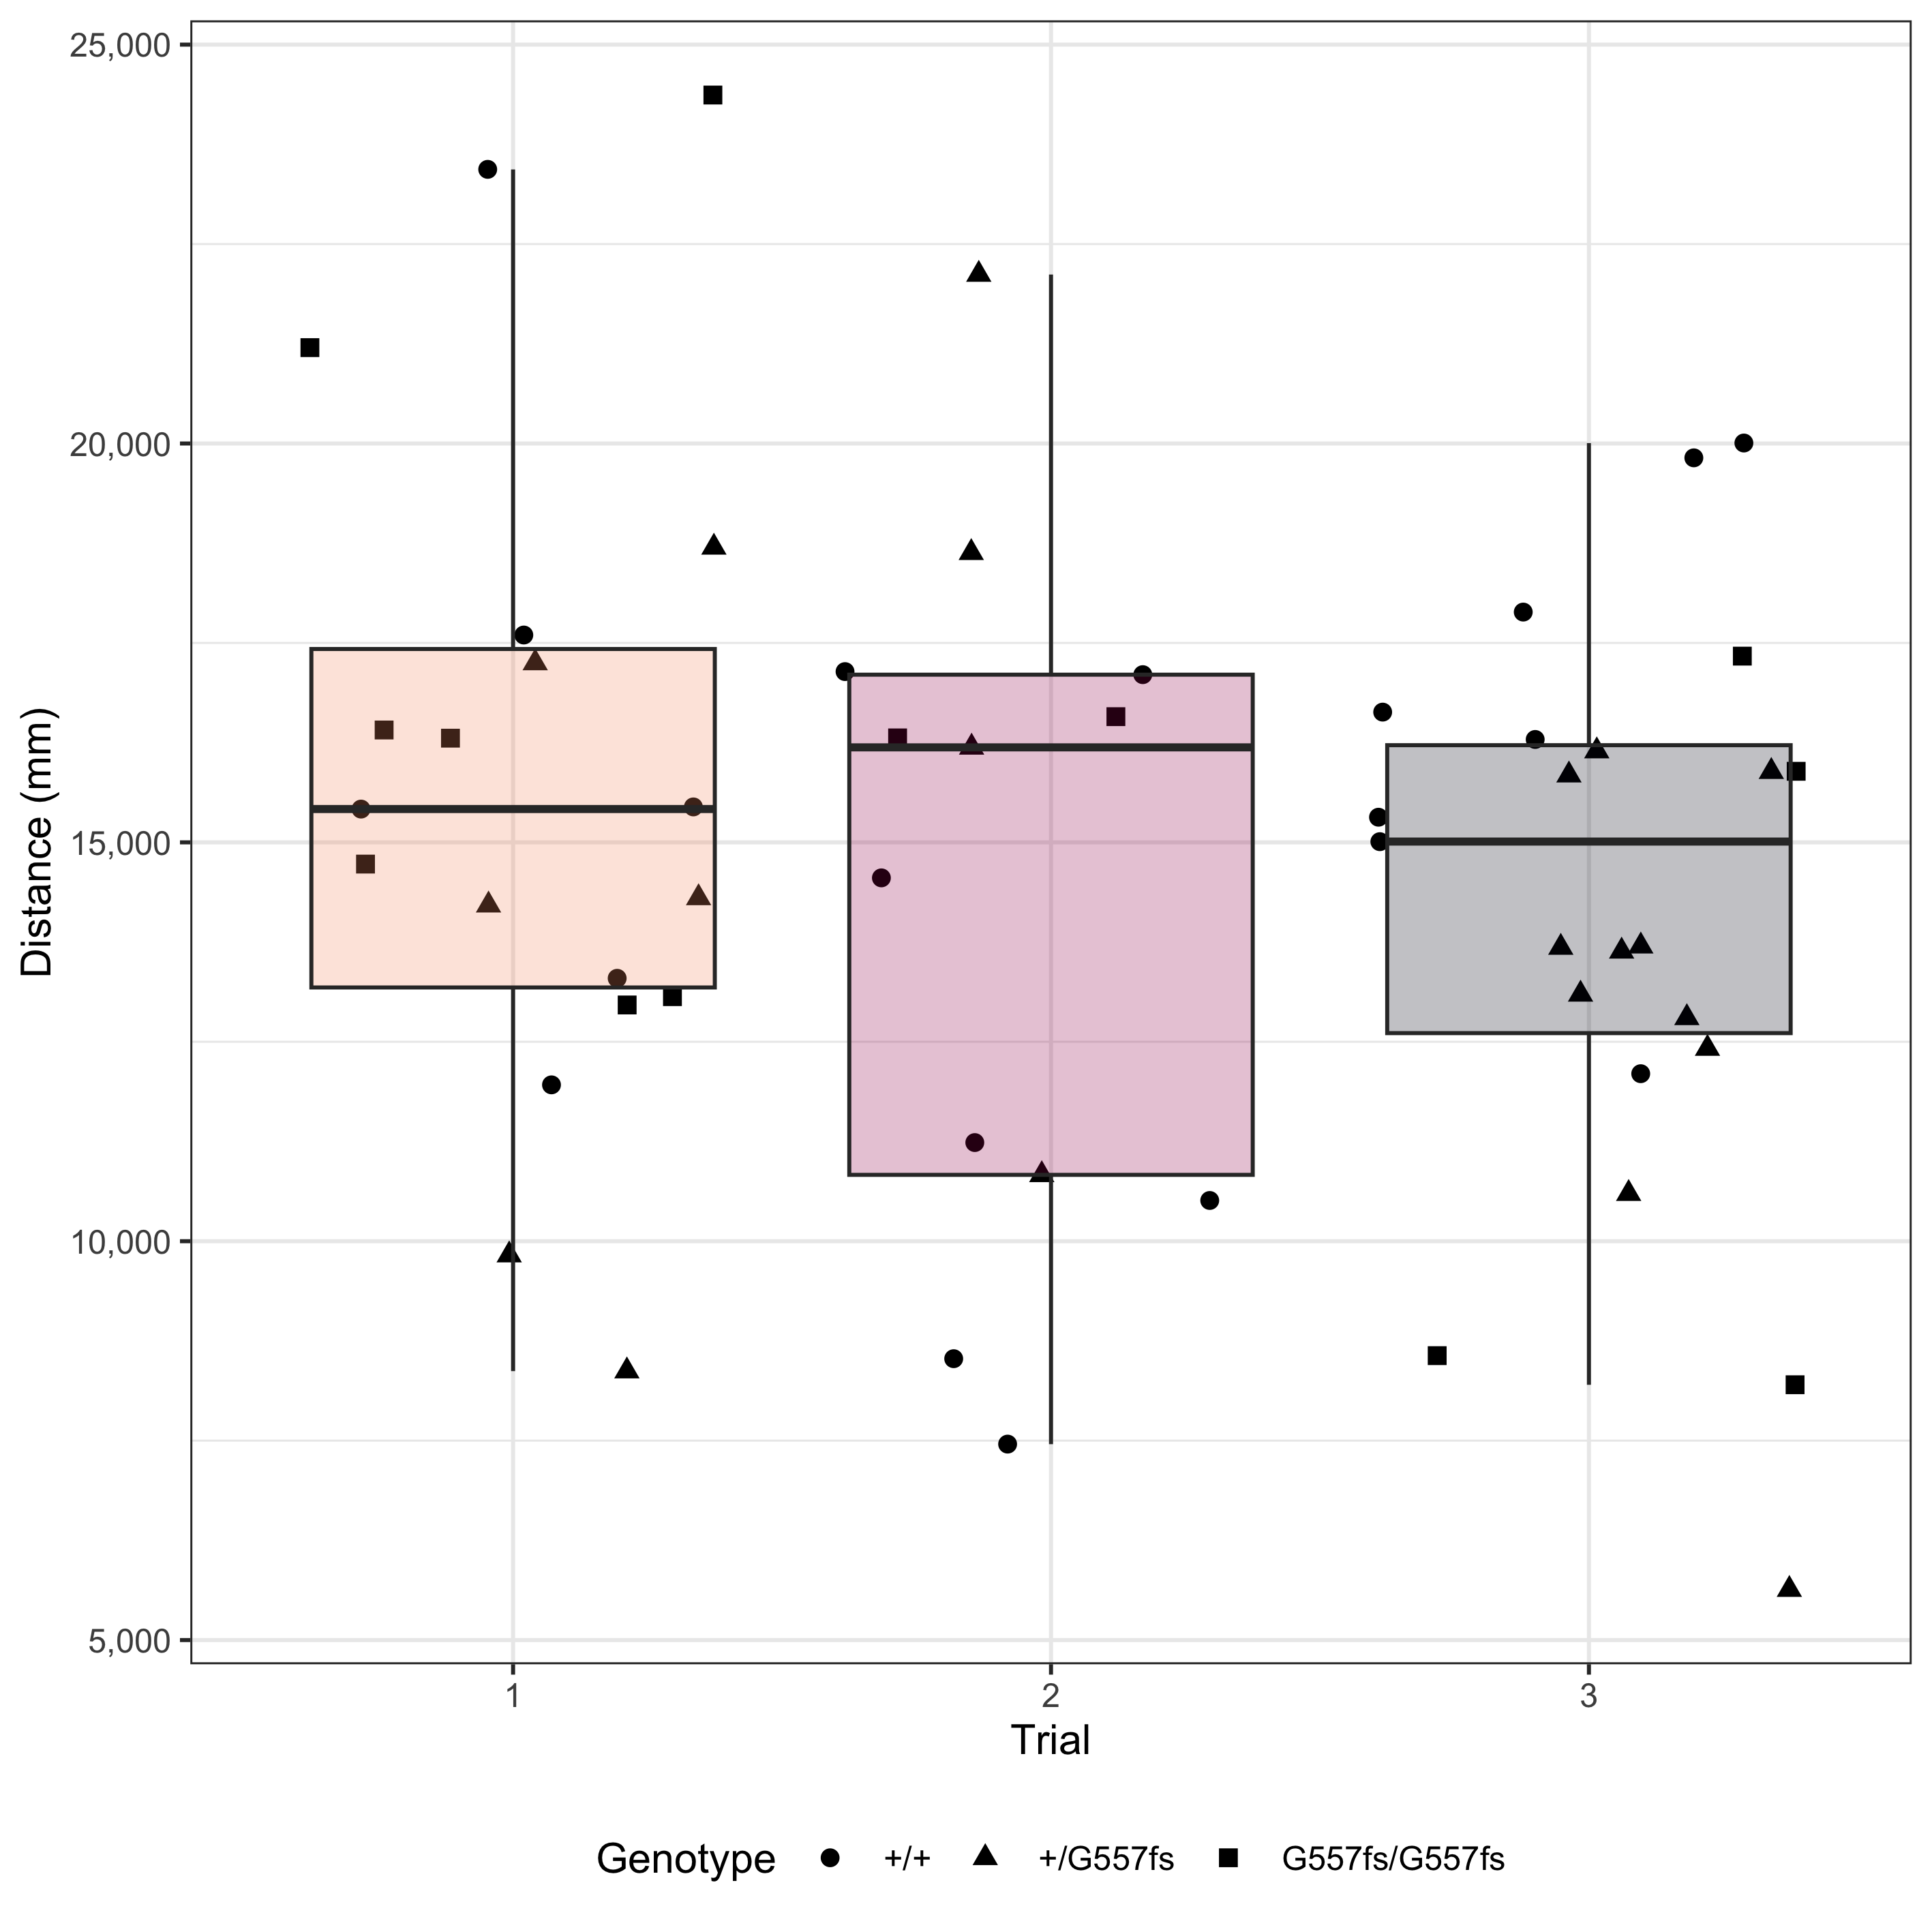 25,000
20,000
15,000
10,000
5,000
Distance (mm)
1 2 3
Trial
Genotype +/+ +/G557fs G557fs/G557fs